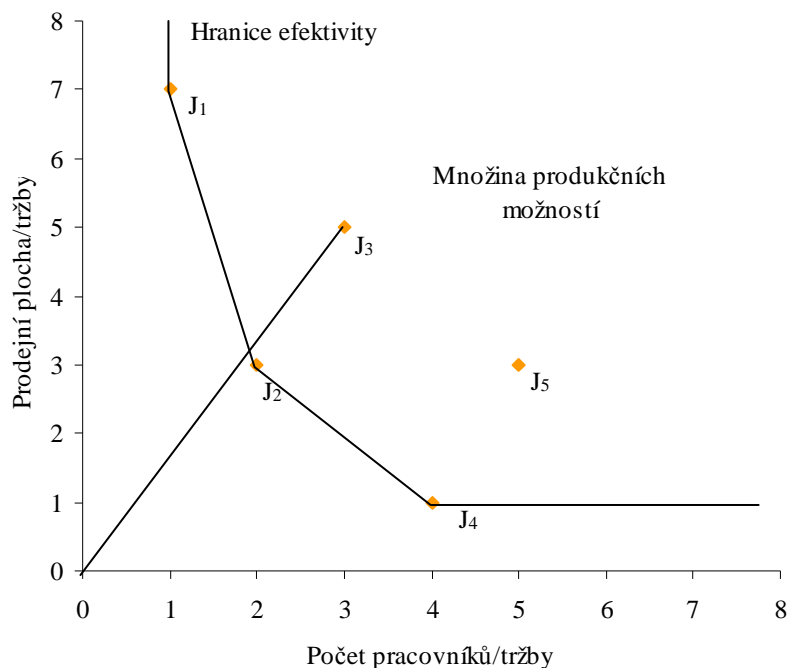 Hranice efektivity
Množina produkčních
možností
J1
J3
J2
J5
J4
Prodejní plocha/tržby
8
7
6
5
4
3
2
1
0
0 1 2 3 4 5 6 7 8
Počet pracovníků/tržby